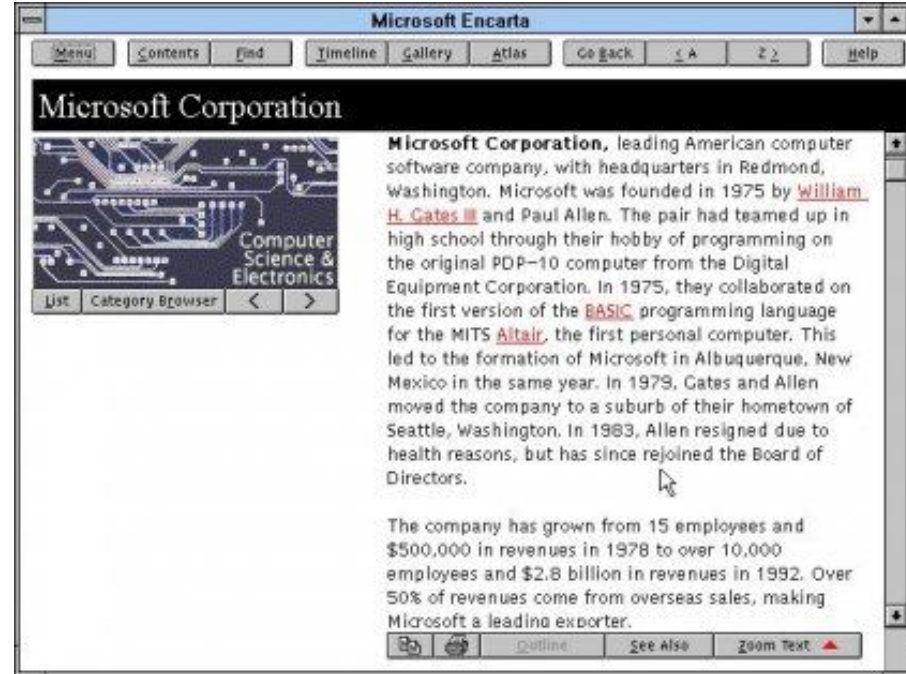 Microsoft Encarta
Menu Contents Find Timeline Gallery Atlas Go Back < A Z > Help
Microsoft Corporation
Computer
Science &
Electronics
List Category Browser < >
Microsoft Corporation, leading American computer
software company, with headquarters in Redmond,
Washington. Microsoft was founded in 1975 by William
H. Gates III and Paul Allen. The pair had teamed up in
high school through their hobby of programming on
the original PDP-10 computer from the Digital
Equipment Corporation. In 1975, they collaborated on
the first version of the BASIC programming language
for the MITS Altair, the first personal computer. This
led to the formation of Microsoft in Albuquerque, New
Mexico in the same year. In 1979, Gates and Allen
moved the company to a suburb of their hometown of
Seattle, Washington. In 1983, Allen resigned due to
health reasons, but has since rejoined the Board of
Directors.
The company has grown from 15 employees and
$500,000 in revenues in 1978 to over 10,000
employees and $2.8 billion in revenues in 1992. Over
50% of revenues come from overseas sales, making
Microsoft a leading exporter.
Outline See Also Zoom Text